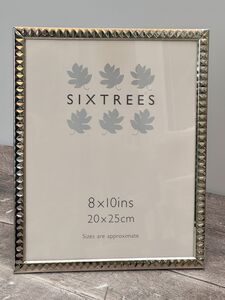 SIXTREES
8x10ins
20x25cm
Sizes are approximate